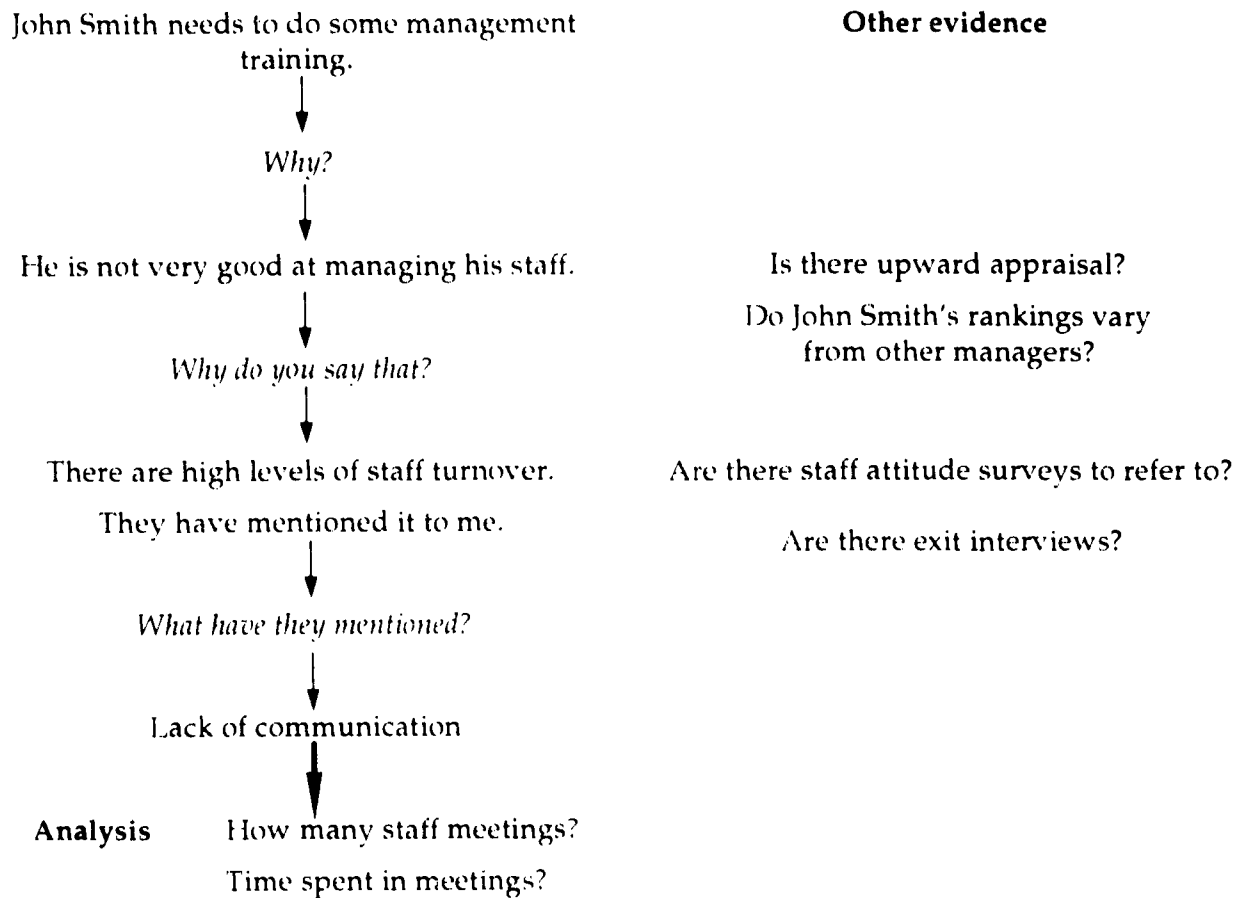 John Smith needs to do some management
training.
Other evidence
Why?
He is not very good at managing his staff.
Is there upward appraisal?
Do John Smith's rankings vary
from other managers?
Why do you say that?
There are high levels of staff turnover.
Are there staff attitude surveys to refer to?
They have mentioned it to me.
Are there exit interviews?
What have they mentioned?
Lack of communication
Analysis
How many staff meetings?
Time spent in meetings?